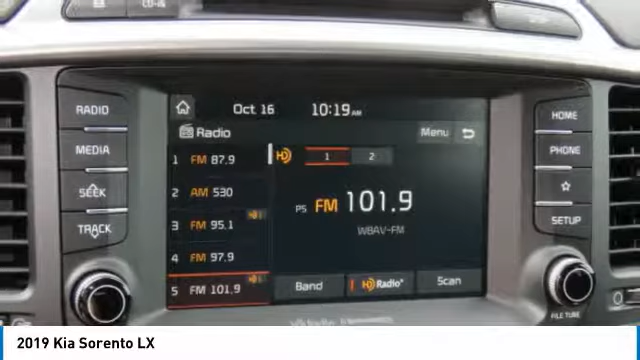 Oct 16 10:19 AM
RADIO
HOME
Radio
Menu
MEDIA
1 FM 87.9
HD 1 2
PHONE
2 AM 530
SEEK
PS FM 101.9
3 FM 95.1
WBAV-FM
SETUP
TRACK
4 FM 97.9
5 FM 101.9
Band
HD Radio
Scan
FILE TUNE
2019 Kia Sorento LX